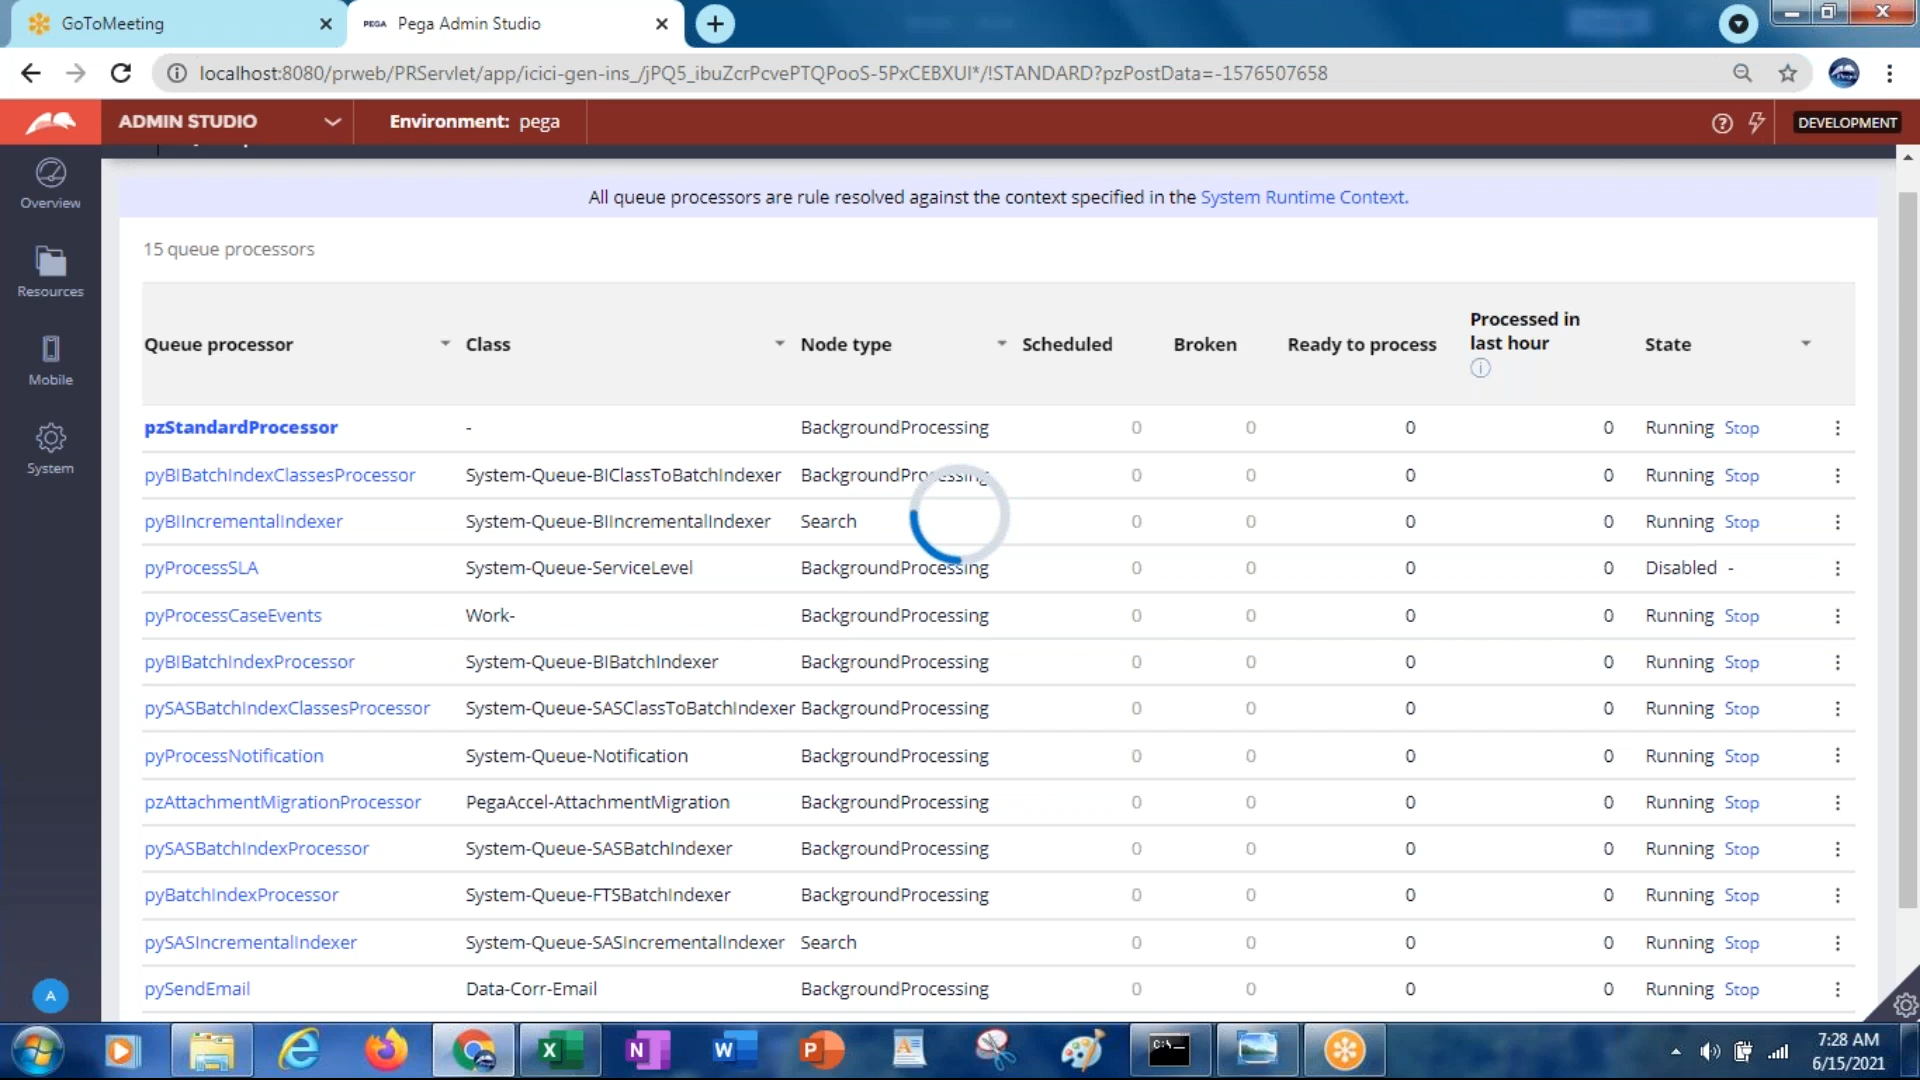 GoToMeeting
PEGA Pega Admin Studio
localhost:8080/prweb/PRServlet/app/icici-gen-ins_/jPQ5_ibuZcrPcvePTQPooS-5PxCEBXUI*/!STANDARD?pzPostData=-1576507658
ADMIN STUDIO Environment: pega DEVELOPMENT
Overview
Resources
Mobile
System
A
All queue processors are rule resolved against the context specified in the System Runtime Context.
15 queue processors
Queue processor Class Node type Scheduled Broken Ready to process Processed in last hour State
pzStandardProcessor - BackgroundProcessing 0 0 0 0 Running Stop
pyBIBatchIndexClassesProcessor System-Queue-BIClassToBatchIndexer BackgroundProcessing 0 0 0 0 Running Stop
pyBIIncrementalIndexer System-Queue-BIIncrementalIndexer Search 0 0 0 0 Running Stop
pyProcessSLA System-Queue-ServiceLevel BackgroundProcessing 0 0 0 0 Disabled -
pyProcessCaseEvents Work- BackgroundProcessing 0 0 0 0 Running Stop
pyBIBatchIndexProcessor System-Queue-BIBatchIndexer BackgroundProcessing 0 0 0 0 Running Stop
pySASBatchIndexClassesProcessor System-Queue-SASClassToBatchIndexer BackgroundProcessing 0 0 0 0 Running Stop
pyProcessNotification System-Queue-Notification BackgroundProcessing 0 0 0 0 Running Stop
pzAttachmentMigrationProcessor PegaAccel-AttachmentMigration BackgroundProcessing 0 0 0 0 Running Stop
pySASBatchIndexProcessor System-Queue-SASBatchIndexer BackgroundProcessing 0 0 0 0 Running Stop
pyBatchIndexProcessor System-Queue-FTSBatchIndexer BackgroundProcessing 0 0 0 0 Running Stop
pySASIncrementalIndexer System-Queue-SASIncrementalIndexer Search 0 0 0 0 Running Stop
pySendEmail Data-Corr-Email BackgroundProcessing 0 0 0 0 Running Stop
7:28 AM
6/15/2021